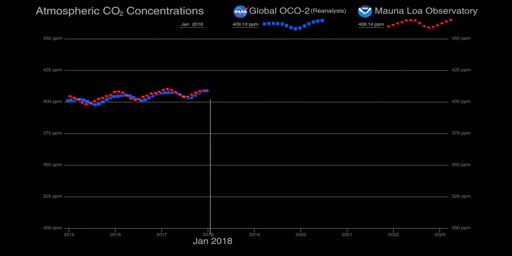 Atmospheric CO₂ Concentrations
Global OCO-2 (Reanalysis)
Mauna Loa Observatory
Jan 2018
409.10 ppm
408.14 ppm
450 ppm
450 ppm
425 ppm
425 ppm
400 ppm
400 ppm
375 ppm
375 ppm
350 ppm
350 ppm
325 ppm
325 ppm
300 ppm
300 ppm
2015 2016 2017 2018 2019 2020 2021 2022 2023
Jan 2018